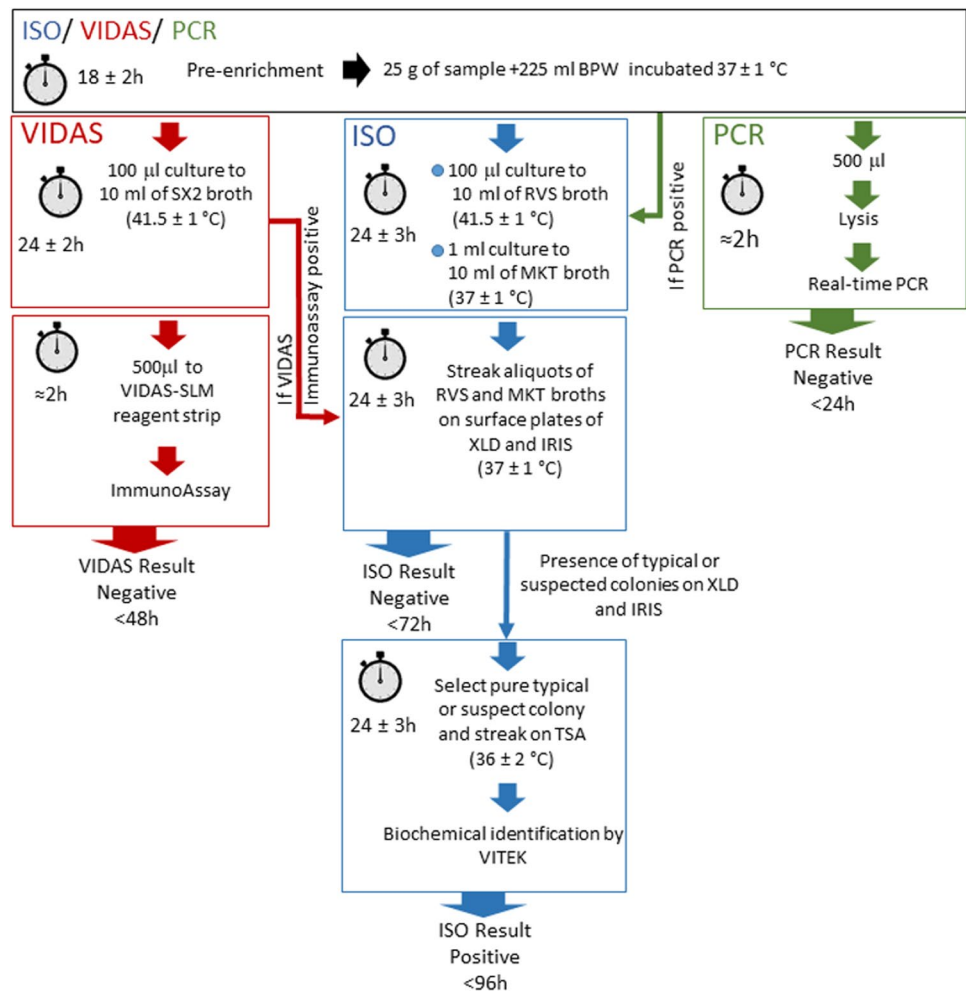 ISO/ VIDAS/ PCR
18 ± 2h
Pre-enrichment
25 g of sample +225 ml BPW incubated 37 ± 1 °C
VIDAS
24 ± 2h
100 µl culture to
10 ml of SX2 broth
(41.5 ± 1 °C)
≈2h
500µl to
VIDAS-SLM
reagent strip
ImmunoAssay
VIDAS Result
Negative
<48h
If VIDAS
Immunoassay positive
ISO
24 ± 3h
100 µl culture to
10 ml of RVS broth
(41.5 ± 1 °C)
1 ml culture to
10 ml of MKT broth
(37 ± 1 °C)
24 ± 3h
Streak aliquots of
RVS and MKT broths
on surface plates of
XLD and IRIS
(37 ± 1 °C)
ISO Result
Negative
<72h
Presence of typical or
suspected colonies on XLD
and IRIS
24 ± 3h
Select pure typical
or suspect colony
and streak on TSA
(36 ± 2 °C)
Biochemical identification by
VITEK
ISO Result
Positive
<96h
If PCR positive
PCR
≈2h
500 µl
Lysis
Real-time PCR
PCR Result
Negative
<24h